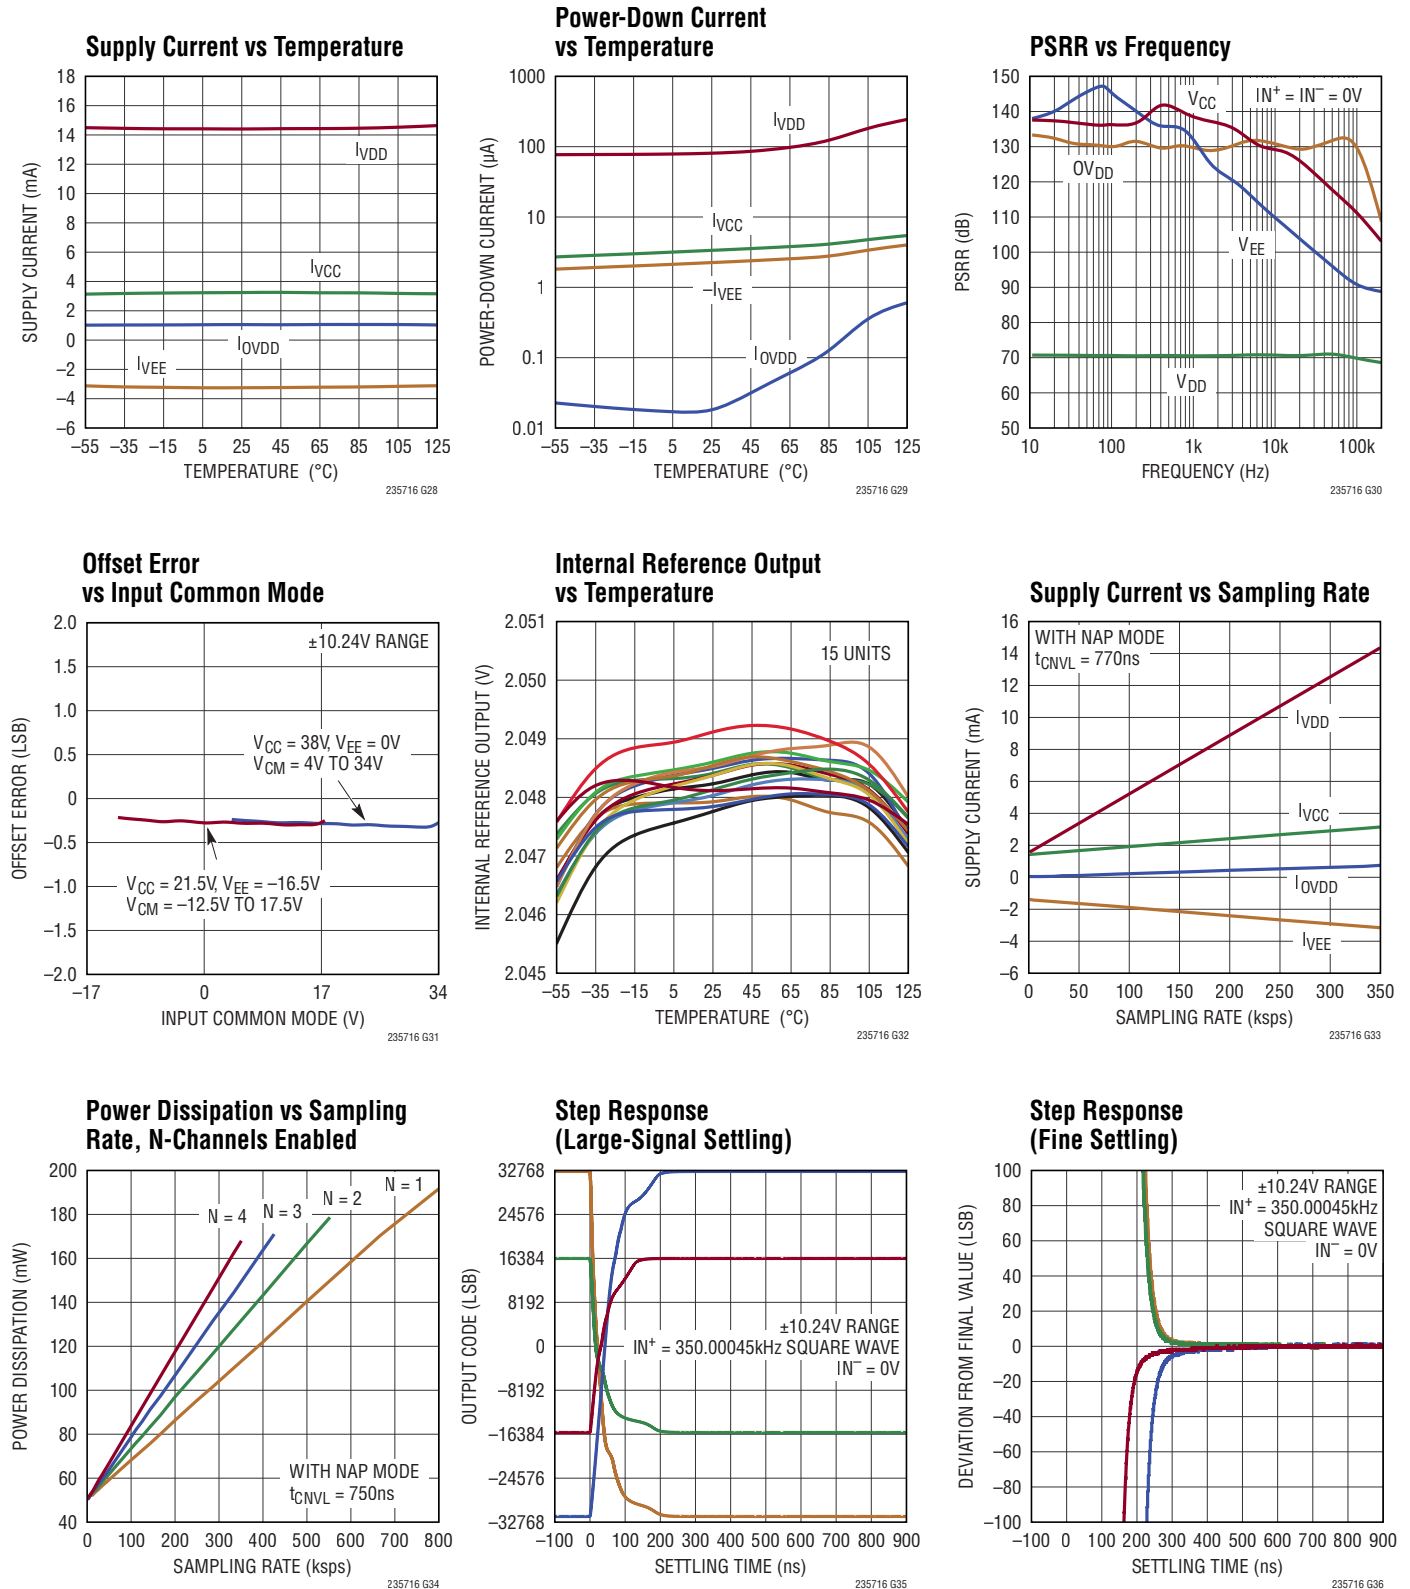 Supply Current vs Temperature
18
16
14
12
10
8
6
4
2
0
–2
–4
–6
SUPPLY CURRENT (mA)
IVDD
IVCC
IOVDD
IVEE
–55 –35 –15 5 25 45 65 85 105 125
TEMPERATURE (°C)
235716 G28
Power-Down Current
vs Temperature
1000
100
10
1
0.1
0.01
POWER-DOWN CURRENT (µA)
IVDD
IVCC
–IVEE
IOVDD
–55 –35 –15 5 25 45 65 85 105 125
TEMPERATURE (°C)
235716 G29
PSRR vs Frequency
150
140
130
120
110
100
90
80
70
60
50
PSRR (dB)
VCC
IN+ = IN– = 0V
OVDD
VEE
VDD
10 100 1k 10k 100k
FREQUENCY (Hz)
235716 G30
Offset Error
vs Input Common Mode
2.0
1.5
1.0
0.5
0
–0.5
–1.0
–1.5
–2.0
OFFSET ERROR (LSB)
±10.24V RANGE
VCC = 38V, VEE = 0V
VCM = 4V TO 34V
VCC = 21.5V, VEE = –16.5V
VCM = –12.5V TO 17.5V
–17 0 17 34
INPUT COMMON MODE (V)
235716 G31
Internal Reference Output
vs Temperature
2.051
2.050
2.049
2.048
2.047
2.046
2.045
INTERNAL REFERENCE OUTPUT (V)
15 UNITS
–55 –35 –15 5 25 45 65 85 105 125
TEMPERATURE (°C)
235716 G32
Supply Current vs Sampling Rate
16
14
12
10
8
6
4
2
0
–2
–4
–6
SUPPLY CURRENT (mA)
WITH NAP MODE
tCNVL = 770ns
IVDD
IVCC
IOVDD
IVEE
0 50 100 150 200 250 300 350
SAMPLING RATE (ksps)
235716 G33
Power Dissipation vs Sampling
Rate, N-Channels Enabled
200
180
160
140
120
100
80
60
40
POWER DISSIPATION (mW)
N = 4
N = 3
N = 2
N = 1
WITH NAP MODE
tCNVL = 750ns
0 100 200 300 400 500 600 700 800
SAMPLING RATE (ksps)
235716 G34
Step Response
(Large-Signal Settling)
32768
24576
16384
8192
0
–8192
–16384
–24576
–32768
OUTPUT CODE (LSB)
±10.24V RANGE
IN+ = 350.00045kHz SQUARE WAVE
IN– = 0V
–100 0 100 200 300 400 500 600 700 800 900
SETTLING TIME (ns)
235716 G35
Step Response
(Fine Settling)
100
80
60
40
20
0
–20
–40
–60
–80
–100
DEVIATION FROM FINAL VALUE (LSB)
±10.24V RANGE
IN+ = 350.00045kHz
SQUARE WAVE
IN– = 0V
–100 0 100 200 300 400 500 600 700 800 900
SETTLING TIME (ns)
235716 G36